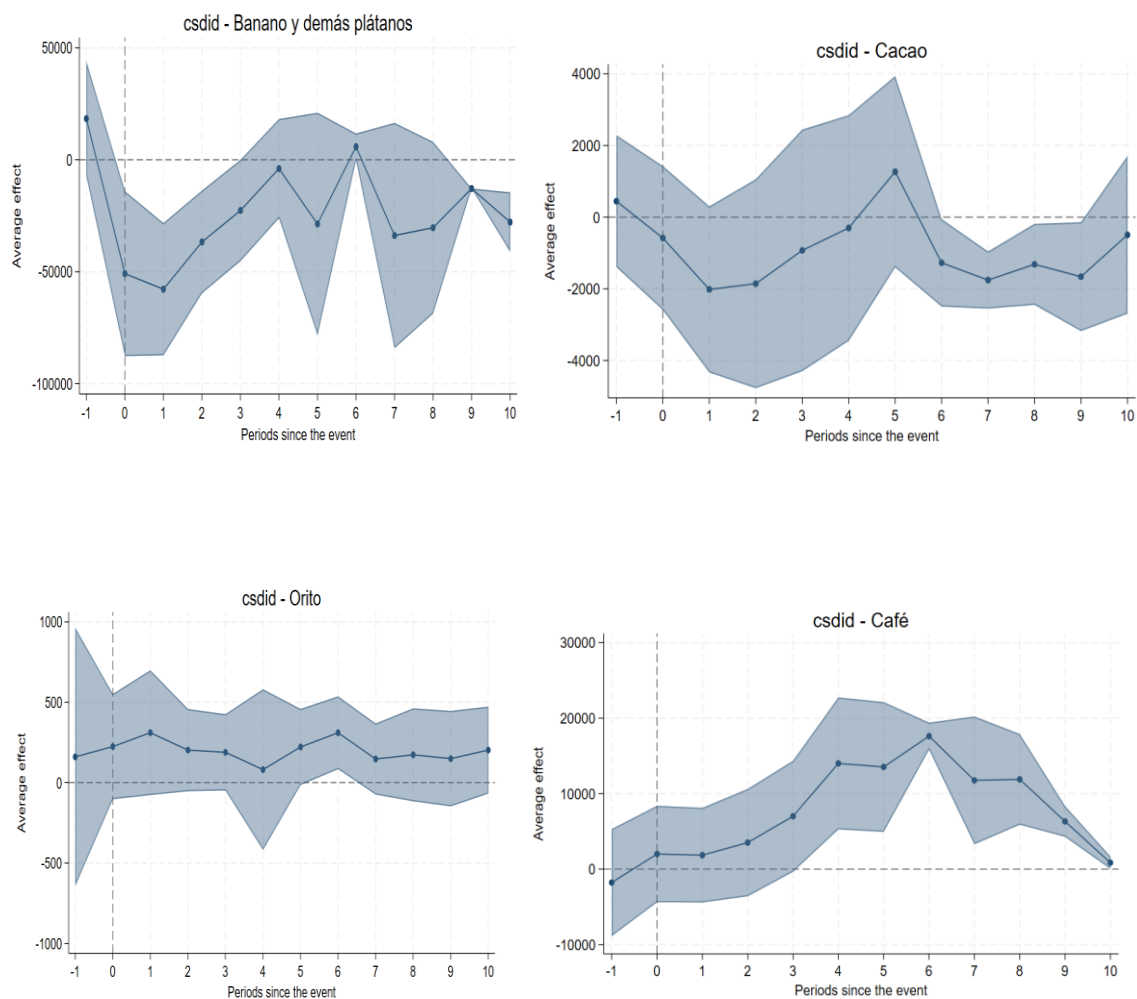 csdid - Banano y demás plátanos
50000
0
-50000
-100000
Average effect
-1 0 1 2 3 4 5 6 7 8 9 10
Periods since the event
csdid - Cacao
4000
2000
0
-2000
-4000
Average effect
-1 0 1 2 3 4 5 6 7 8 9 10
Periods since the event
csdid - Orito
1000
500
0
-500
-1000
Average effect
-1 0 1 2 3 4 5 6 7 8 9 10
Periods since the event
csdid - Café
30000
20000
10000
0
-10000
Average effect
-1 0 1 2 3 4 5 6 7 8 9 10
Periods since the event